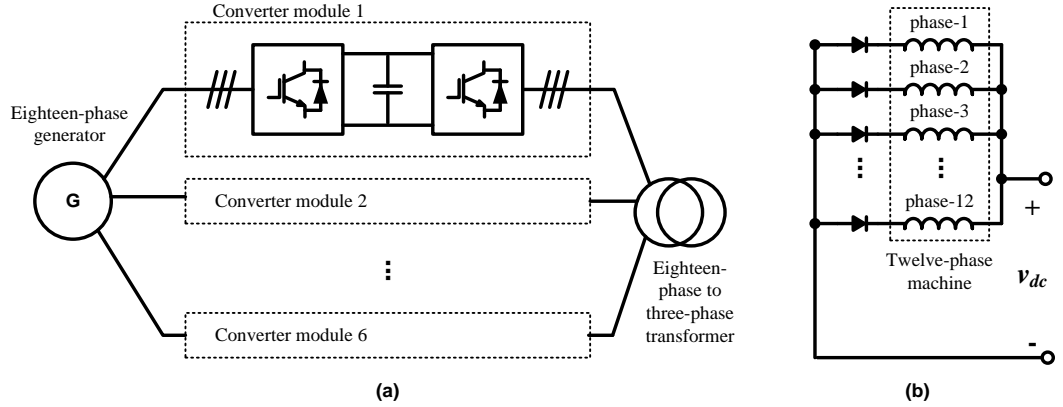 Converter module 1
Eighteen-phase
generator
G
Converter module 2
Converter module 6
Eighteen-
phase to
three-phase
transformer
(a)
phase-1
phase-2
phase-3
phase-12
Twelve-phase
machine
+
vdc
-
(b)